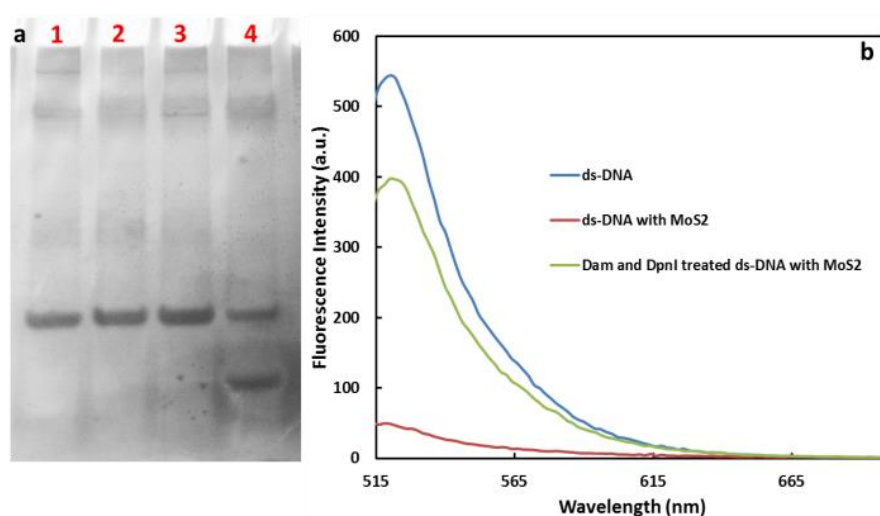 a 1 2 3 4
b
600
500
400
300
200
100
0
Fluorescence Intensity (a.u.)
ds-DNA
ds-DNA with MoS2
Dam and DpnI treated ds-DNA with MoS2
515 565 615 665
Wavelength (nm)